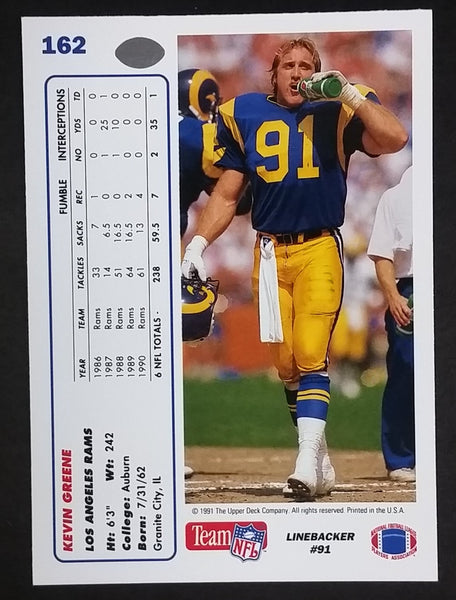 162
KEVIN GREENE
LOS ANGELES RAMS
Ht: 6'3" Wt: 242
College: Auburn
Born: 7/31/62
Granite City, IL
FUMBLE INTERCEPTIONS
YEAR TEAM TACKLES SACKS REC NO YDS TD
1986 Rams 33 7 1 0 0 0
1987 Rams 14 6.5 0 1 25 1
1988 Rams 51 16.5 0 1 10 0
1989 Rams 64 16.5 2 0 0 0
1990 Rams 61 13 4 0 0 0
6 NFL TOTALS - 238 59.5 7 2 35 1
91
© 1991 The Upper Deck Company. All rights reserved. Printed in the U.S.A.
Team NFL
LINEBACKER
#91
NATIONAL FOOTBALL LEAGUE
PLAYERS ASSOCIATION